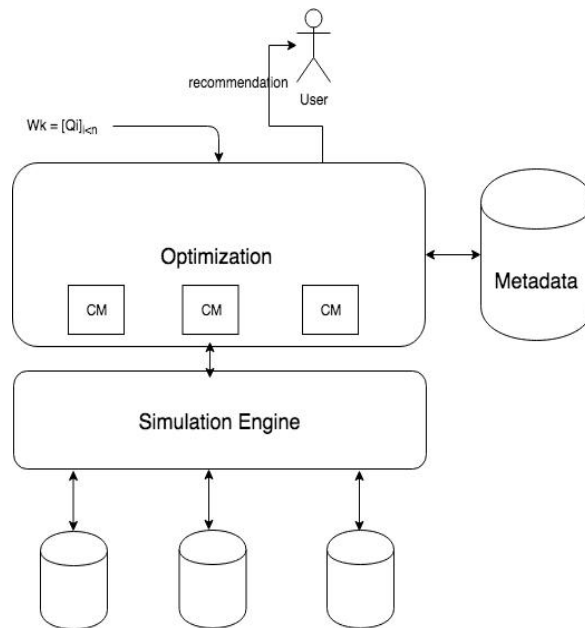 recommendation
User
Wk = [Qi]i<n
Optimization
Metadata
CM CM CM
Simulation Engine